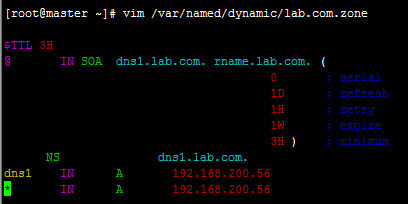 [root@master ~]# vim /var/named/dynamic/lab.com.zone
$TTL 3H
@ IN SOA dns1.lab.com. rname.lab.com. (
0 ; serial
1D ; refresh
1H ; retry
1W ; expire
3H ) ; minimum
NS dns1.lab.com.
dns1 IN A 192.168.200.56
* IN A 192.168.200.56